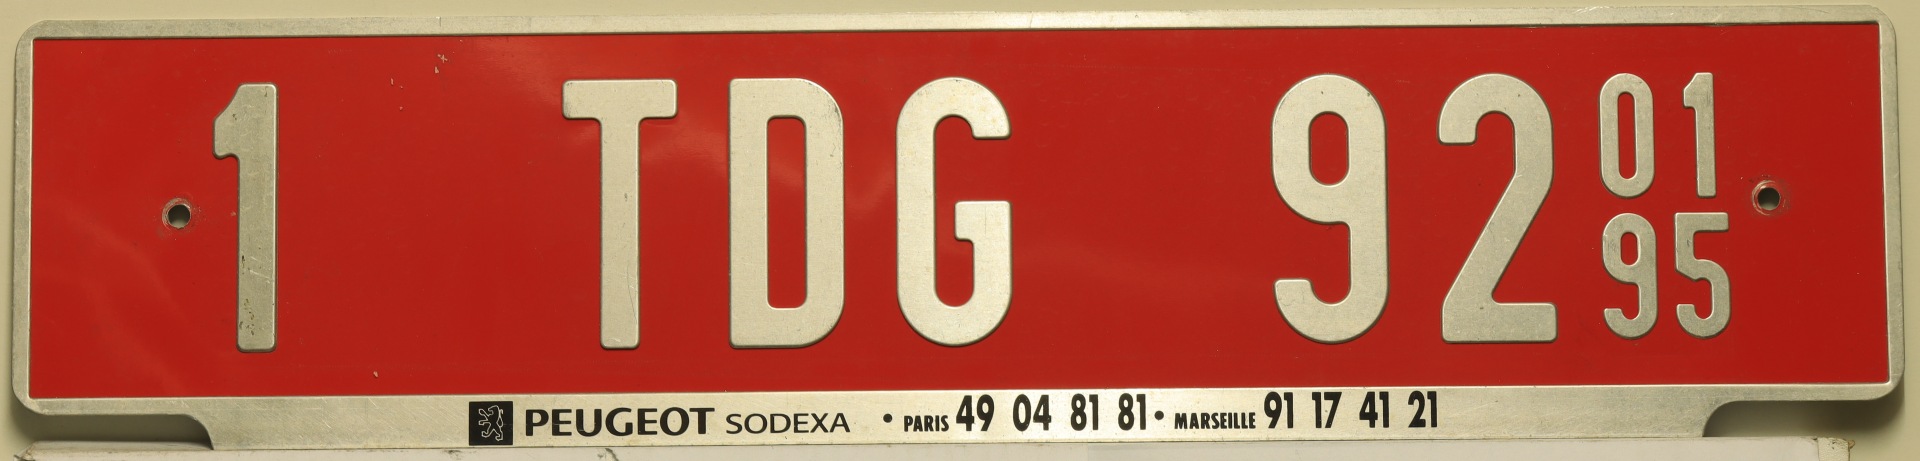 1 TDG 92 01 95
PEUGEOT SODEXA • PARIS 49 04 81 81 • MARSEILLE 91 17 41 21